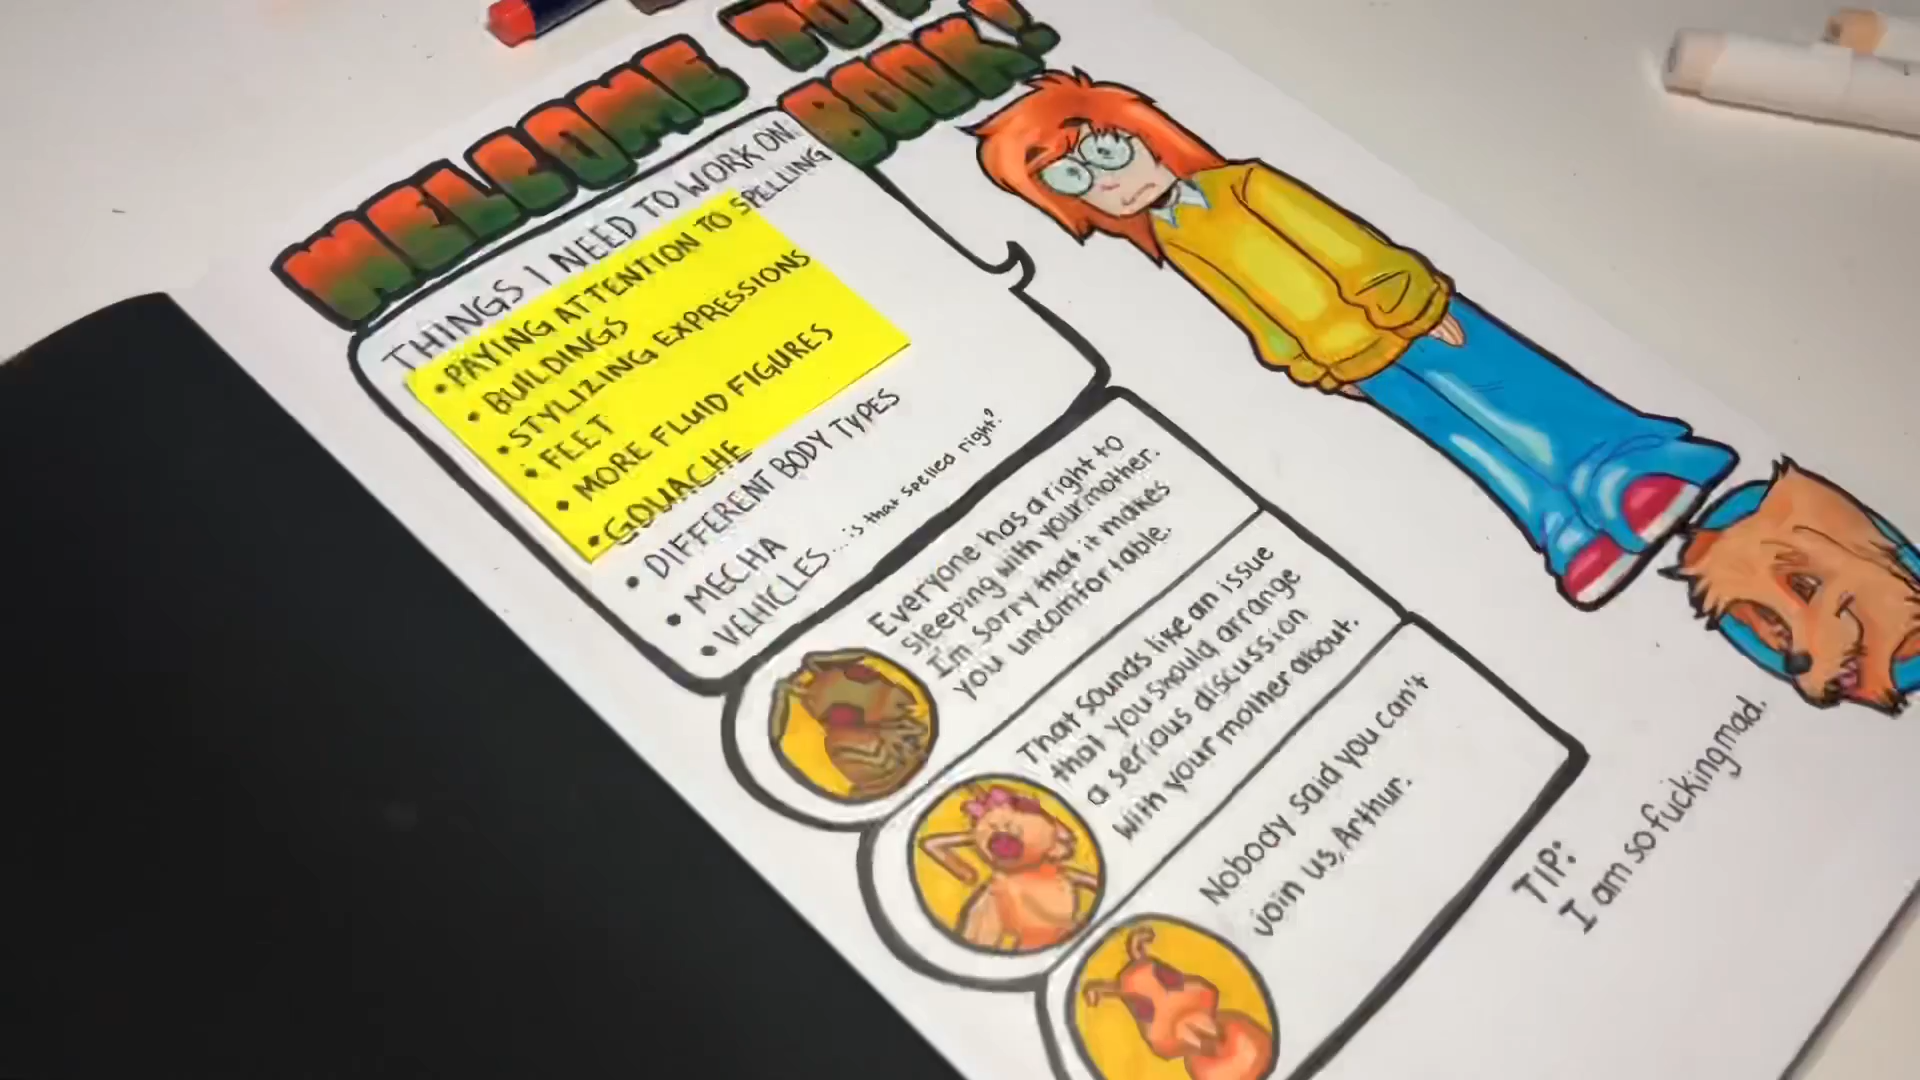 WELCOME TO
BOOK!
THINGS I NEED TO WORK ON:
• PAYING ATTENTION TO SPELLING
• BUILDINGS
• STYLIZING EXPRESSIONS
• FEET
• MORE FLUID FIGURES
• GOUACHE
• DIFFERENT BODY TYPES
• MECHA
• VEHICLES...is that spelled right?
Everyone has a right to
sleeping with your mother.
I'm sorry that it makes
you uncomfortable.
That sounds like an issue
that you should arrange
a serious discussion
with your mother about.
Nobody said you can't
join us, Arthur.
TIP:
I am so fucking mad.